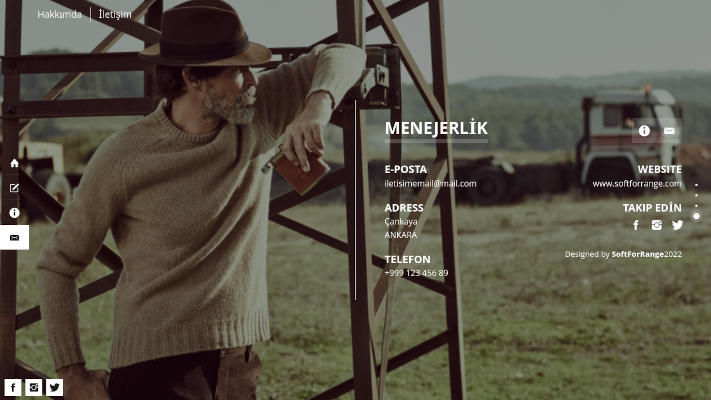 Hakkımda
İletişim
MENEJERLİK
E-POSTA
iletisimemail@mail.com
ADRESS
Çankaya
ANKARA
TELEFON
+999 123 456 89
WEBSITE
www.softforrange.com
TAKIP EDİN
Designed by SoftForRange2022